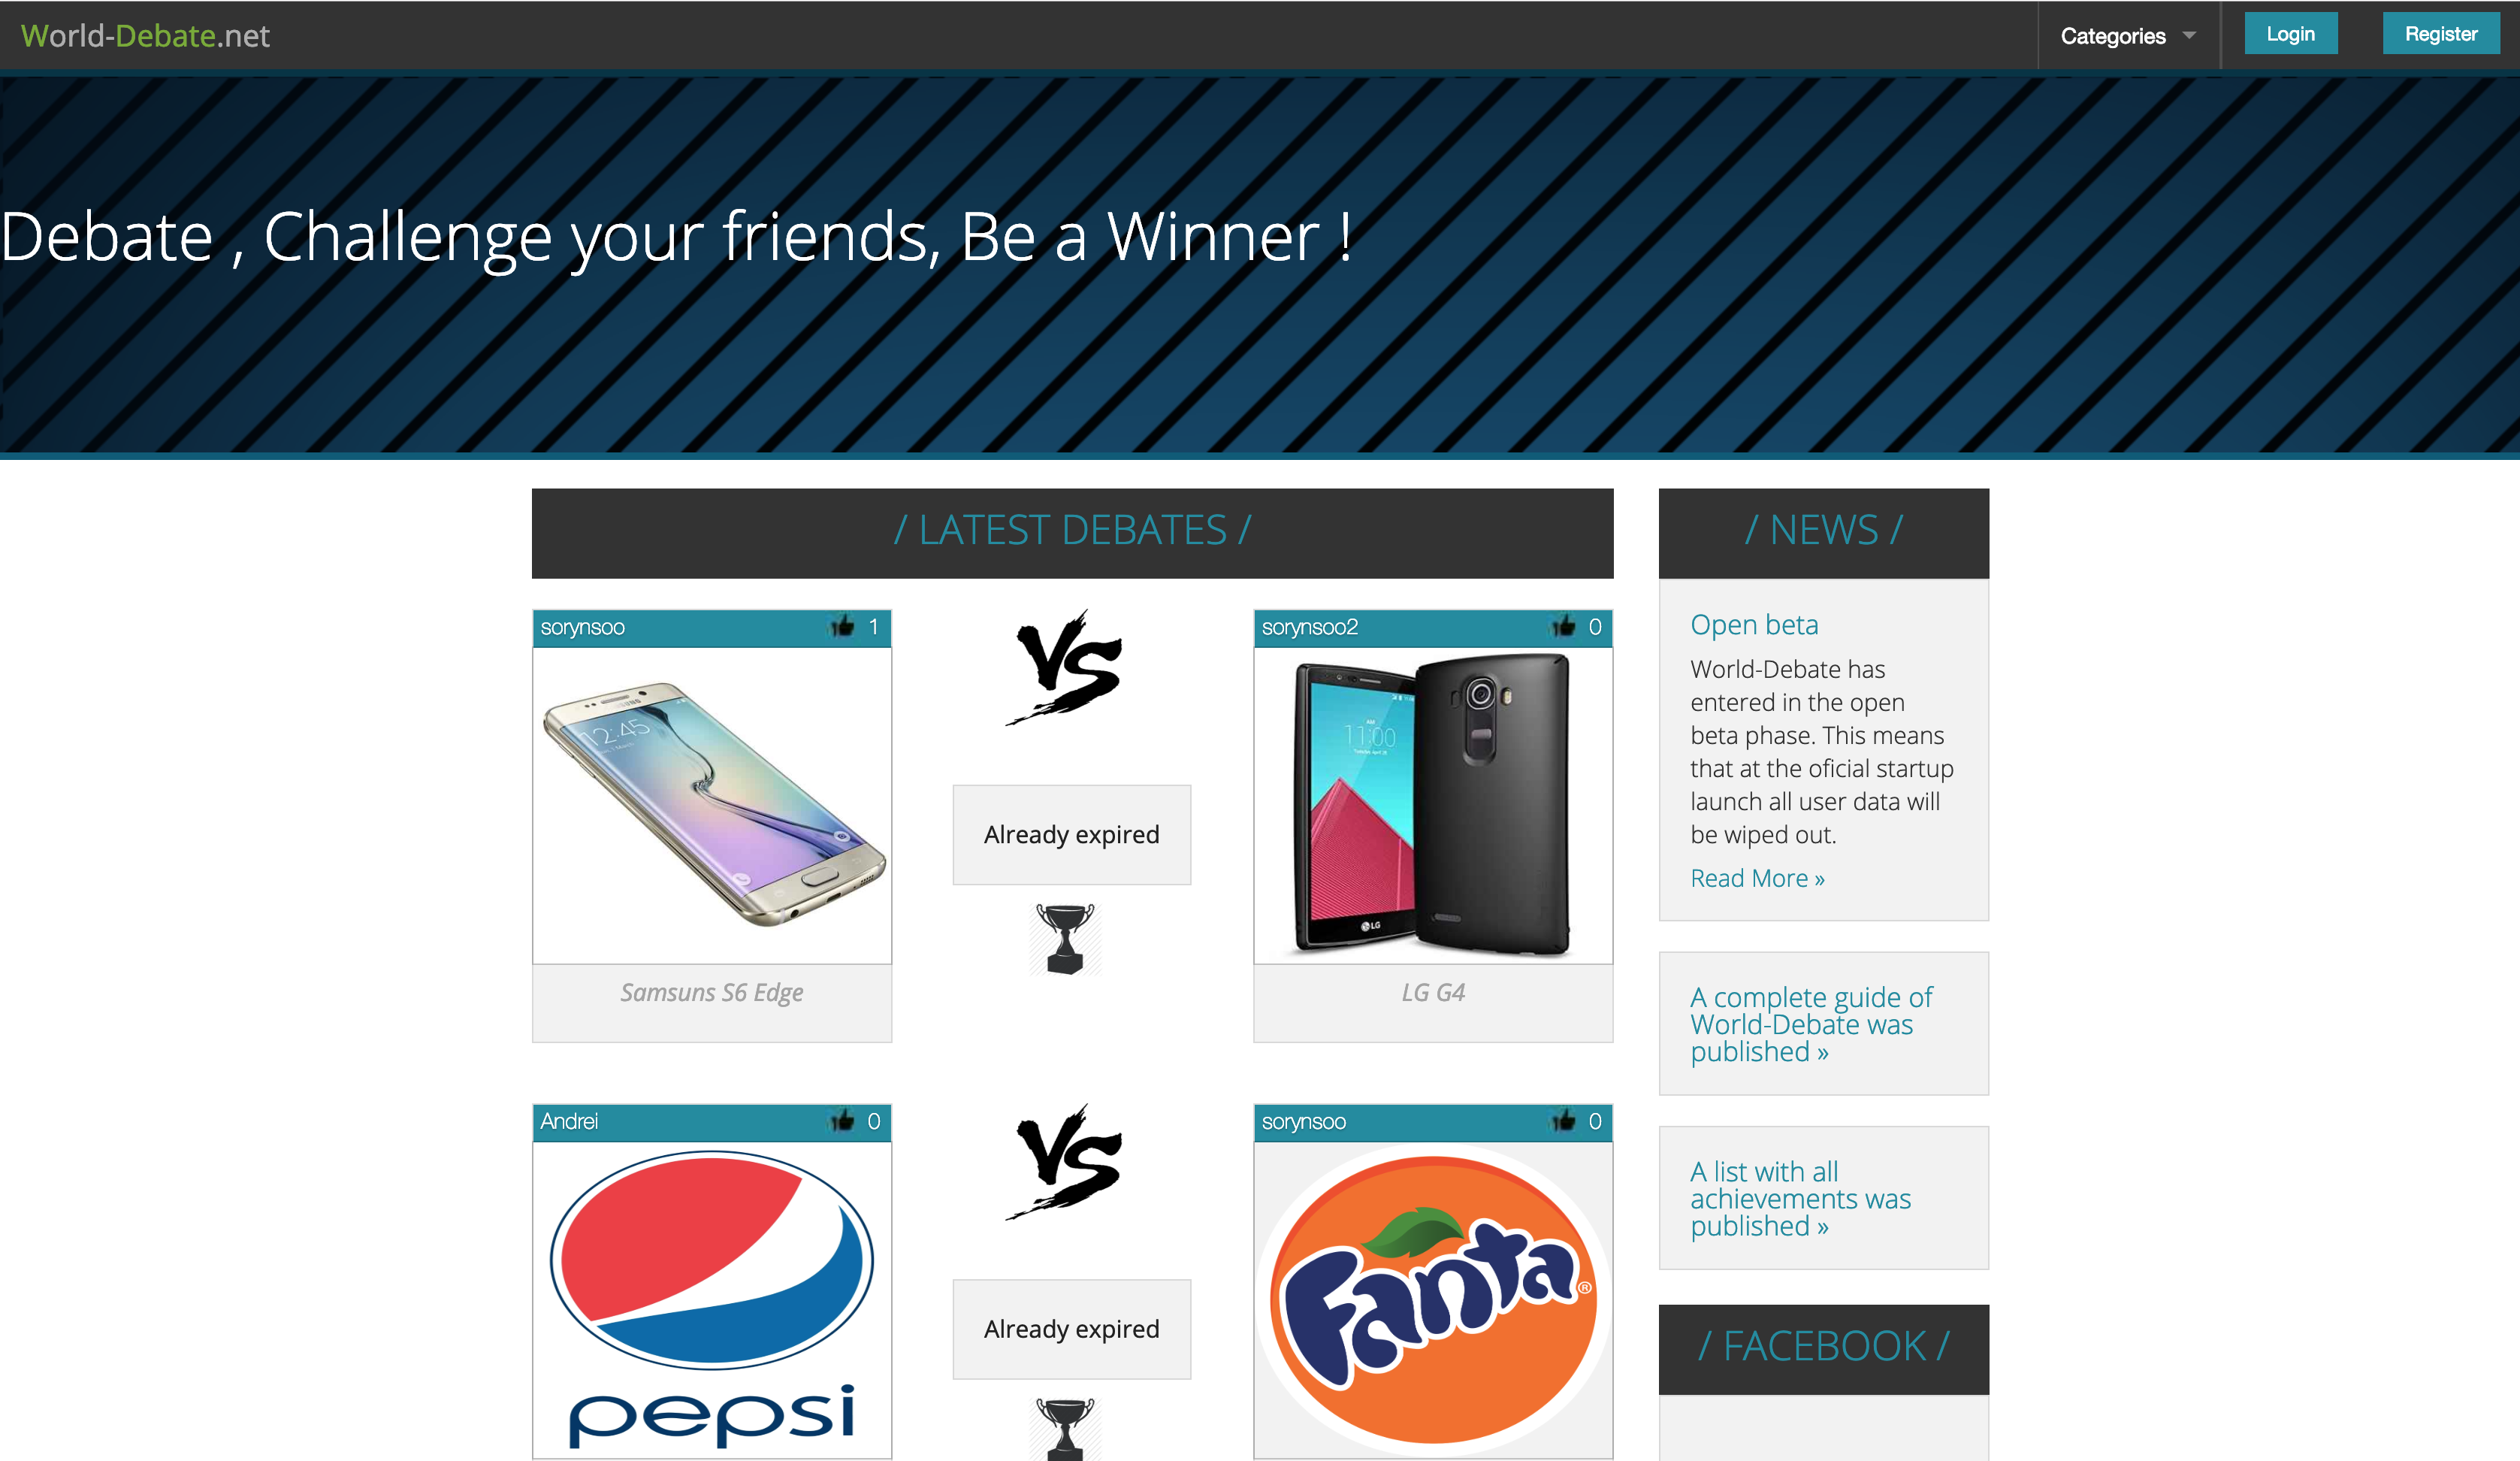 World-Debate.net
Categories
Login
Register
Debate , Challenge your friends, Be a Winner !
/ LATEST DEBATES /
/ NEWS /
sorynsoo 1
VS
sorynsoo2 0
12:45
11:00
LG
Already expired
Samsuns S6 Edge
LG G4
Open beta
World-Debate has
entered in the open
beta phase. This means
that at the oficial startup
launch all user data will
be wiped out.
Read More »
A complete guide of
World-Debate was
published »
A list with all
achievements was
published »
Andrei 0
VS
sorynsoo 0
pepsi
Already expired
Fanta®
/ FACEBOOK /